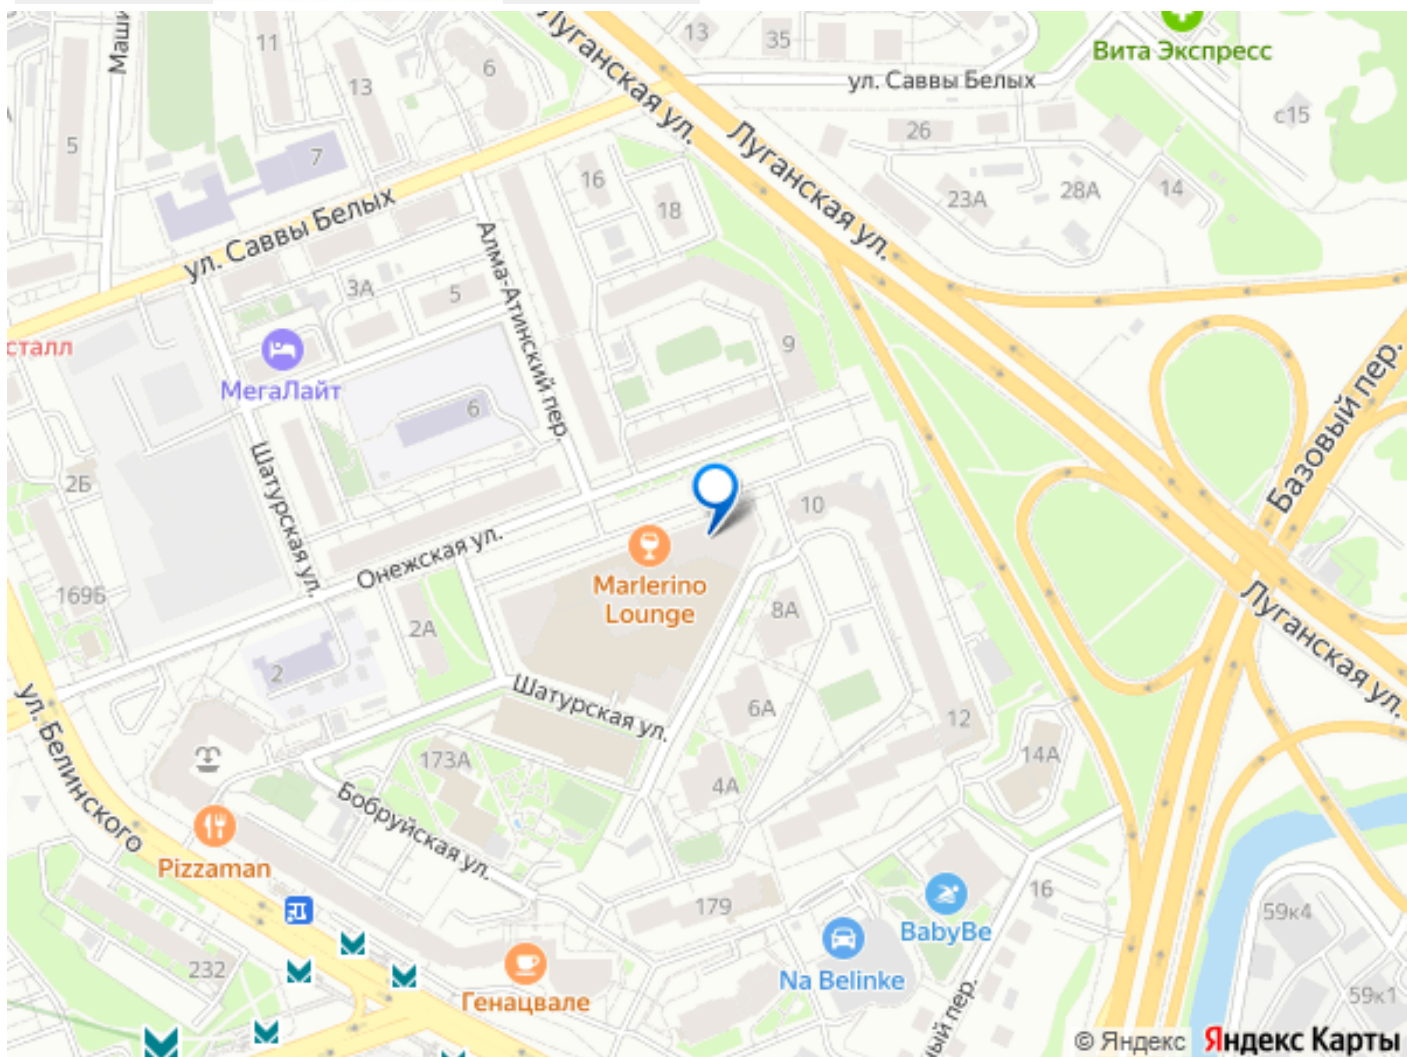 Маши
11
13
6
13
35
Луганская ул.
Вита Экспресс
ул. Саввы Белых
26
с15
5
7
16
18
23А
28А
14
Луганская ул.
ул. Саввы Белых
Алма-Атинский пер.
3А
5
сталл
МегаЛайт
6
9
Базовый пер.
2Б
Шатурская ул.
Онежская ул.
10
Marlerino
Lounge
169Б
2А
8А
2
Шатурская ул.
6А
12
Луганская ул.
ул. Белинского
173А
4А
14А
Бобруйская ул.
Pizzaman
179
16
BabyBe
59к4
232
Na Belinke
Генацвале
ный пер.
59к1
© Яндекс Яндекс Карты